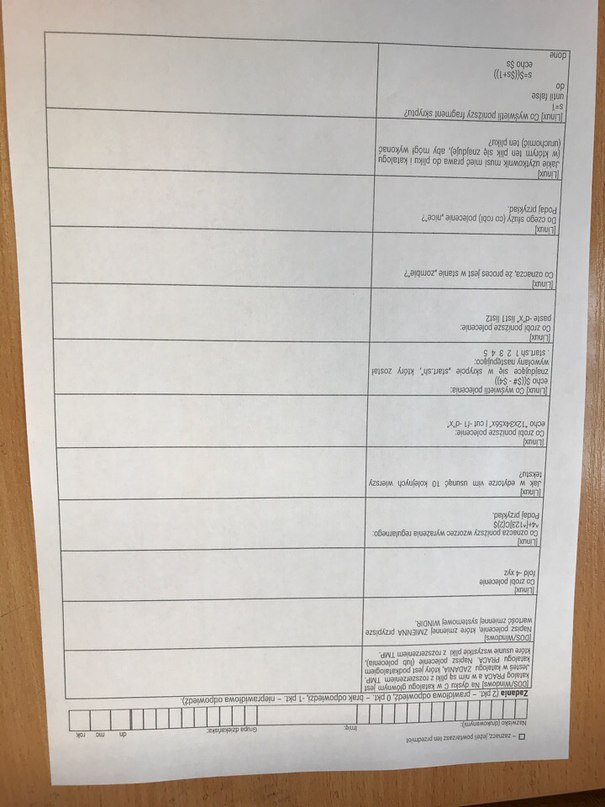 ☐ – zaznacz, jeżeli powtarzasz ten przedmiot
Nazwisko (drukowanymi): Imię: Grupa dziekańska: dn mc rok
Zadania (2 pkt. – prawidłowa odpowiedź, 0 pkt. – brak odpowiedzi, -1 pkt. – nieprawidłowa odpowiedź).
[DOS/Windows] Na dysku C w katalogu głównym jest
katalog PRACA a w nim są pliki z rozszerzeniem TMP.
Jesteś w katalogu ZADANIA, który jest podkatalogiem
katalogu PRACA. Napisz polecenie (lub polecenia),
które usunie wszystkie pliki z rozszerzeniem TMP.
[DOS/Windows]
Napisz polecenie, które zmiennej ZMIENNA przypisze
wartość zmiennej systemowej WINDIR.
[Linux]
Co zrobi polecenie
fold -4 xyz
[Linux]
Co oznacza poniższy wzorzec wyrażenia regularnego:
^4+[^123]C{2}$
Podaj przykład.
[Linux]
Jak w edytorze vim usunąć 10 kolejnych wierszy
tekstu?
[Linux]
Co zrobi poniższe polecenie:
echo "12x34x56x" | cut -f1 -d"x"
[Linux] Co wyświetli polecenia:
echo $(($# - $4))
znajdujące się w skrypcie „start.sh", który został
wywołany następująco:
. start.sh 1 2 3 4 5
[Linux]
Co zrobi poniższe polecenie:
paste -d"x" list1 list2
[Linux]
Co oznacza, że proces jest w stanie „zombie"?
[Linux]
Do czego służy (co robi) polecenie „nice"?
Podaj przykład.
[Linux]
Jakie użytkownik musi mieć prawa do pliku i katalogu
(w którym ten plik się znajduje), aby mógł wykonać
(uruchomić) ten pliku?
[Linux] Co wyświetli poniższy fragment skryptu?
s=1
until false
do
s=$(($s+1))
echo $s
done